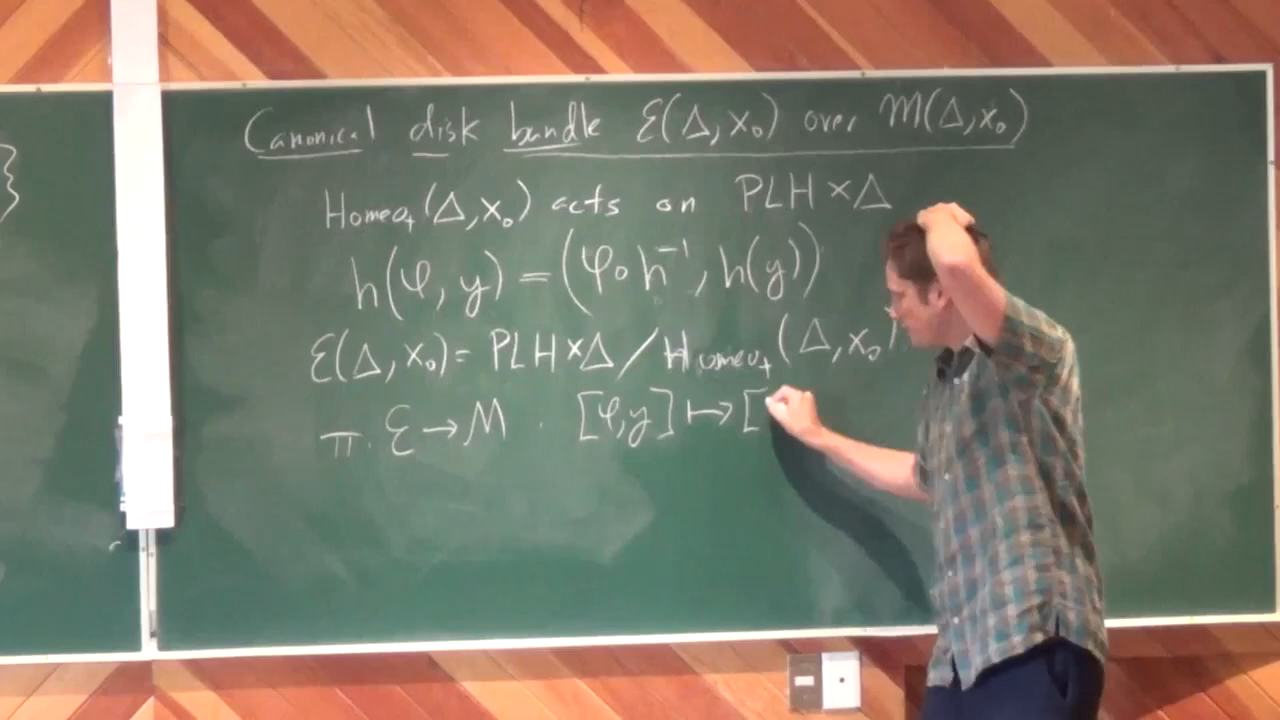 }
Canonical disk bundle ℰ(Δ,x₀) over ℳ(Δ,x₀)
Homeo₊(Δ,x₀) acts on PLH×Δ
h(φ,y) = (φ∘h⁻¹, h(y))
ℰ(Δ,x₀) = PLH×Δ / Homeo₊(Δ,x₀)
π. ℰ→ℳ . [φ,y] ↦ [